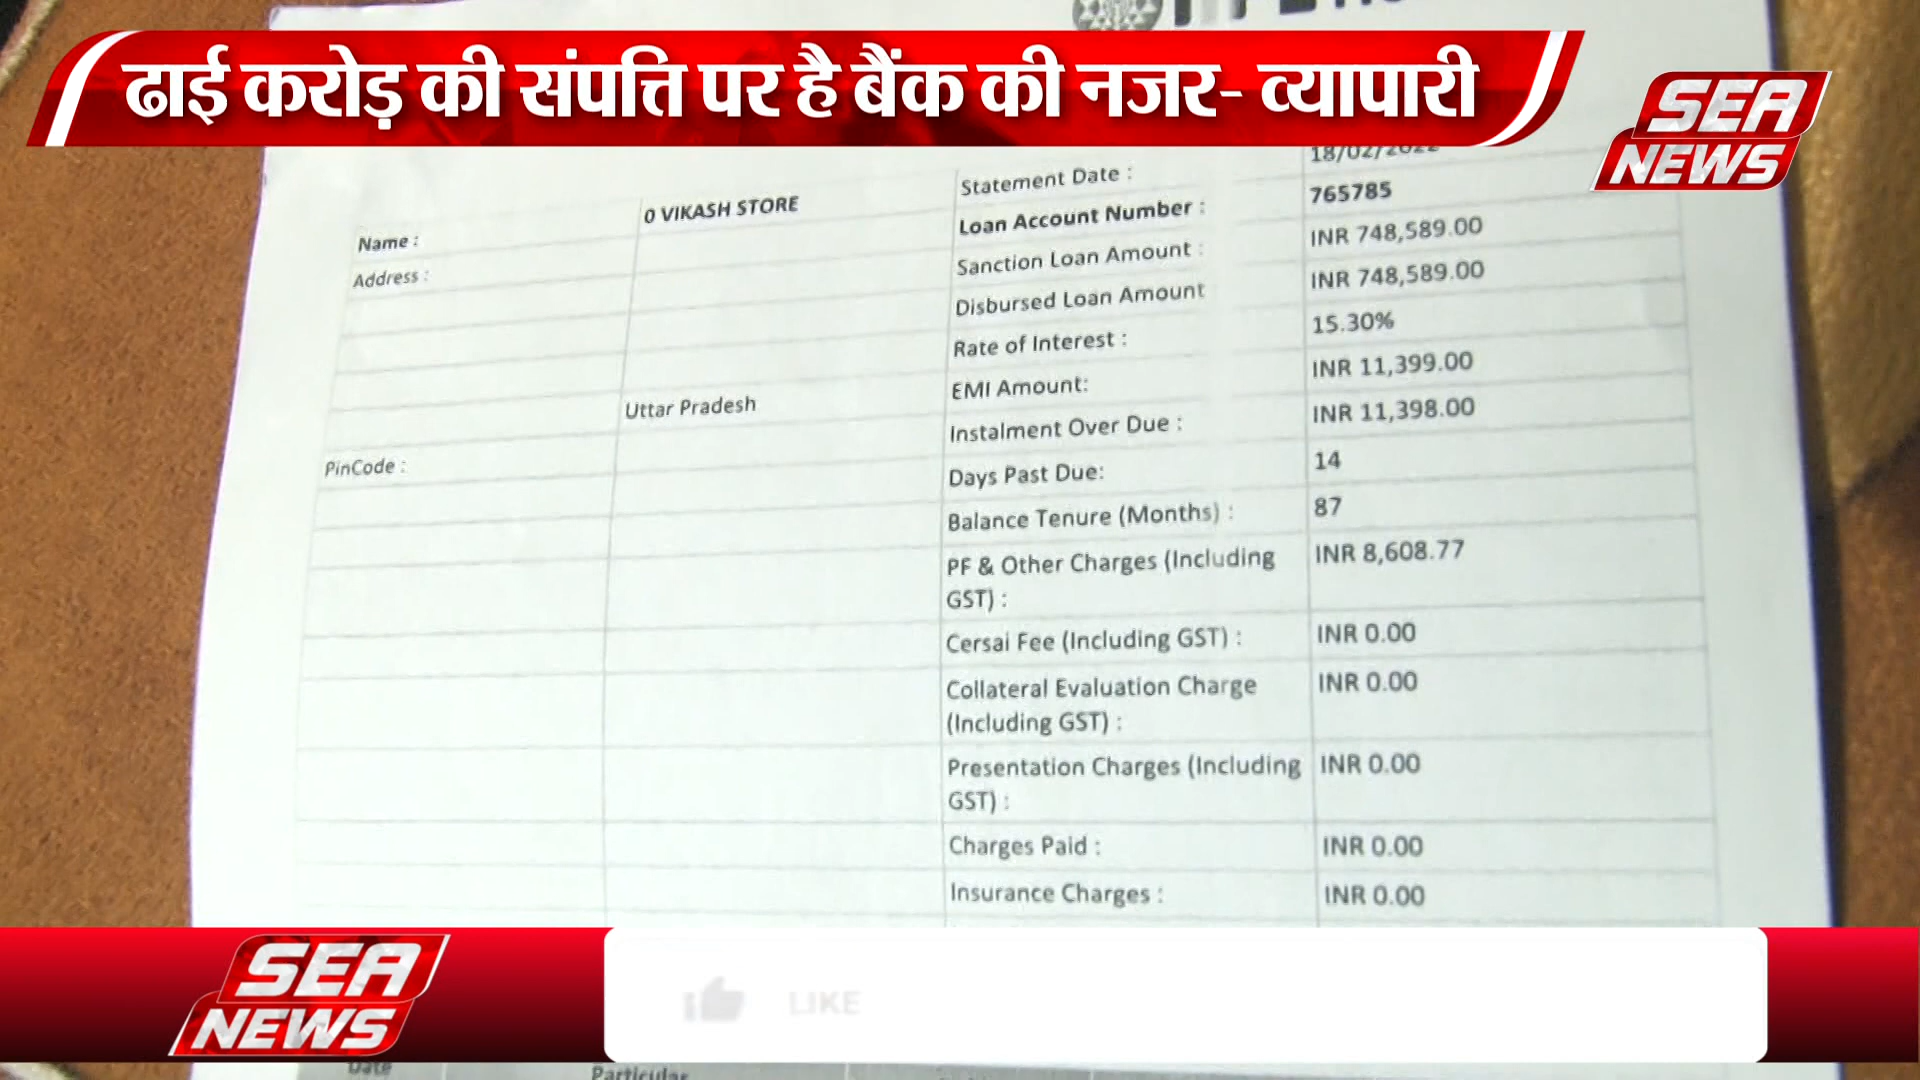 ढाई करोड़ की संपत्ति पर है बैंक की नजर- व्यापारी
SEA
NEWS
18/02/2022
Name :
0 VIKASH STORE
Statement Date :
Address :
Loan Account Number :
765785
Sanction Loan Amount :
INR 748,589.00
Disbursed Loan Amount
INR 748,589.00
Rate of Interest :
15.30%
Uttar Pradesh
EMI Amount:
INR 11,399.00
Instalment Over Due :
INR 11,398.00
PinCode :
Days Past Due:
14
Balance Tenure (Months) :
87
PF & Other Charges (Including
GST) :
INR 8,608.77
Cersai Fee (Including GST) :
INR 0.00
Collateral Evaluation Charge
(Including GST) :
INR 0.00
Presentation Charges (Including
GST) :
INR 0.00
Charges Paid :
INR 0.00
Insurance Charges :
INR 0.00
SEA
NEWS
LIKE
Date
Particular